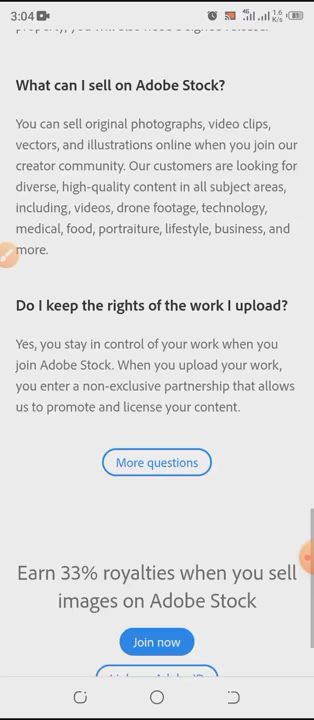 3:04
4G
1.6
K/s
81
What can I sell on Adobe Stock?
You can sell original photographs, video clips,
vectors, and illustrations online when you join our
creator community. Our customers are looking for
diverse, high-quality content in all subject areas,
including, videos, drone footage, technology,
medical, food, portraiture, lifestyle, business, and
more.
Do I keep the rights of the work I upload?
Yes, you stay in control of your work when you
join Adobe Stock. When you upload your work,
you enter a non-exclusive partnership that allows
us to promote and license your content.
More questions
Earn 33% royalties when you sell
images on Adobe Stock
Join now